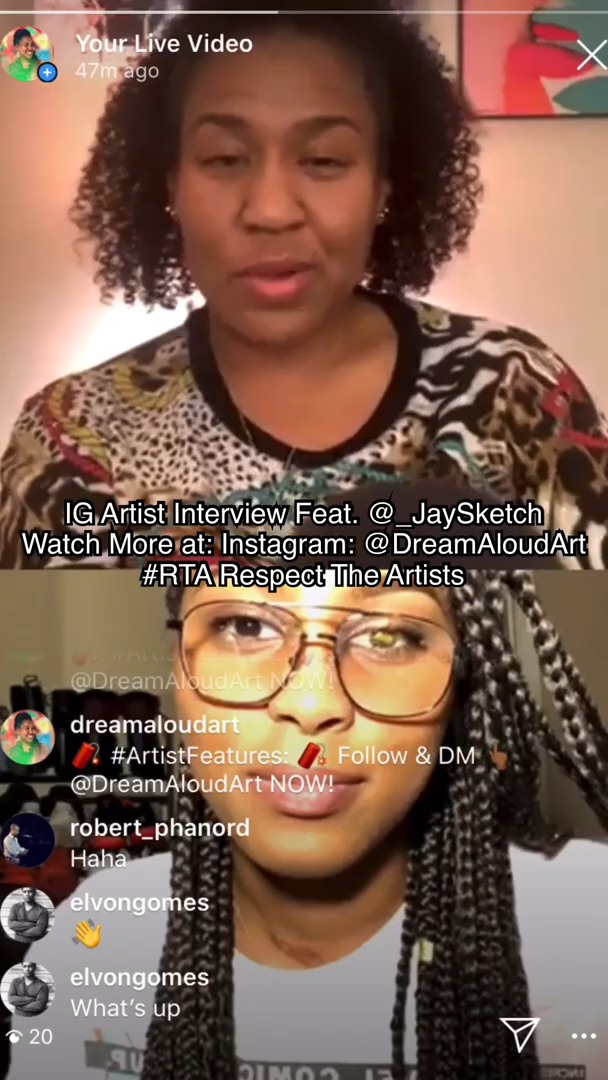 Your Live Video
47m ago
IG Artist Interview Feat. @_JaySketch
Watch More at: Instagram: @DreamAloudArt
#RTA Respect The Artists
@DreamAloudArt NOW!
dreamaloudart
🧨 #ArtistFeatures: 🧨 Follow & DM 👆🏾
@DreamAloudArt NOW!
robert_phanord
Haha
elvongomes
👋
elvongomes
What's up
20